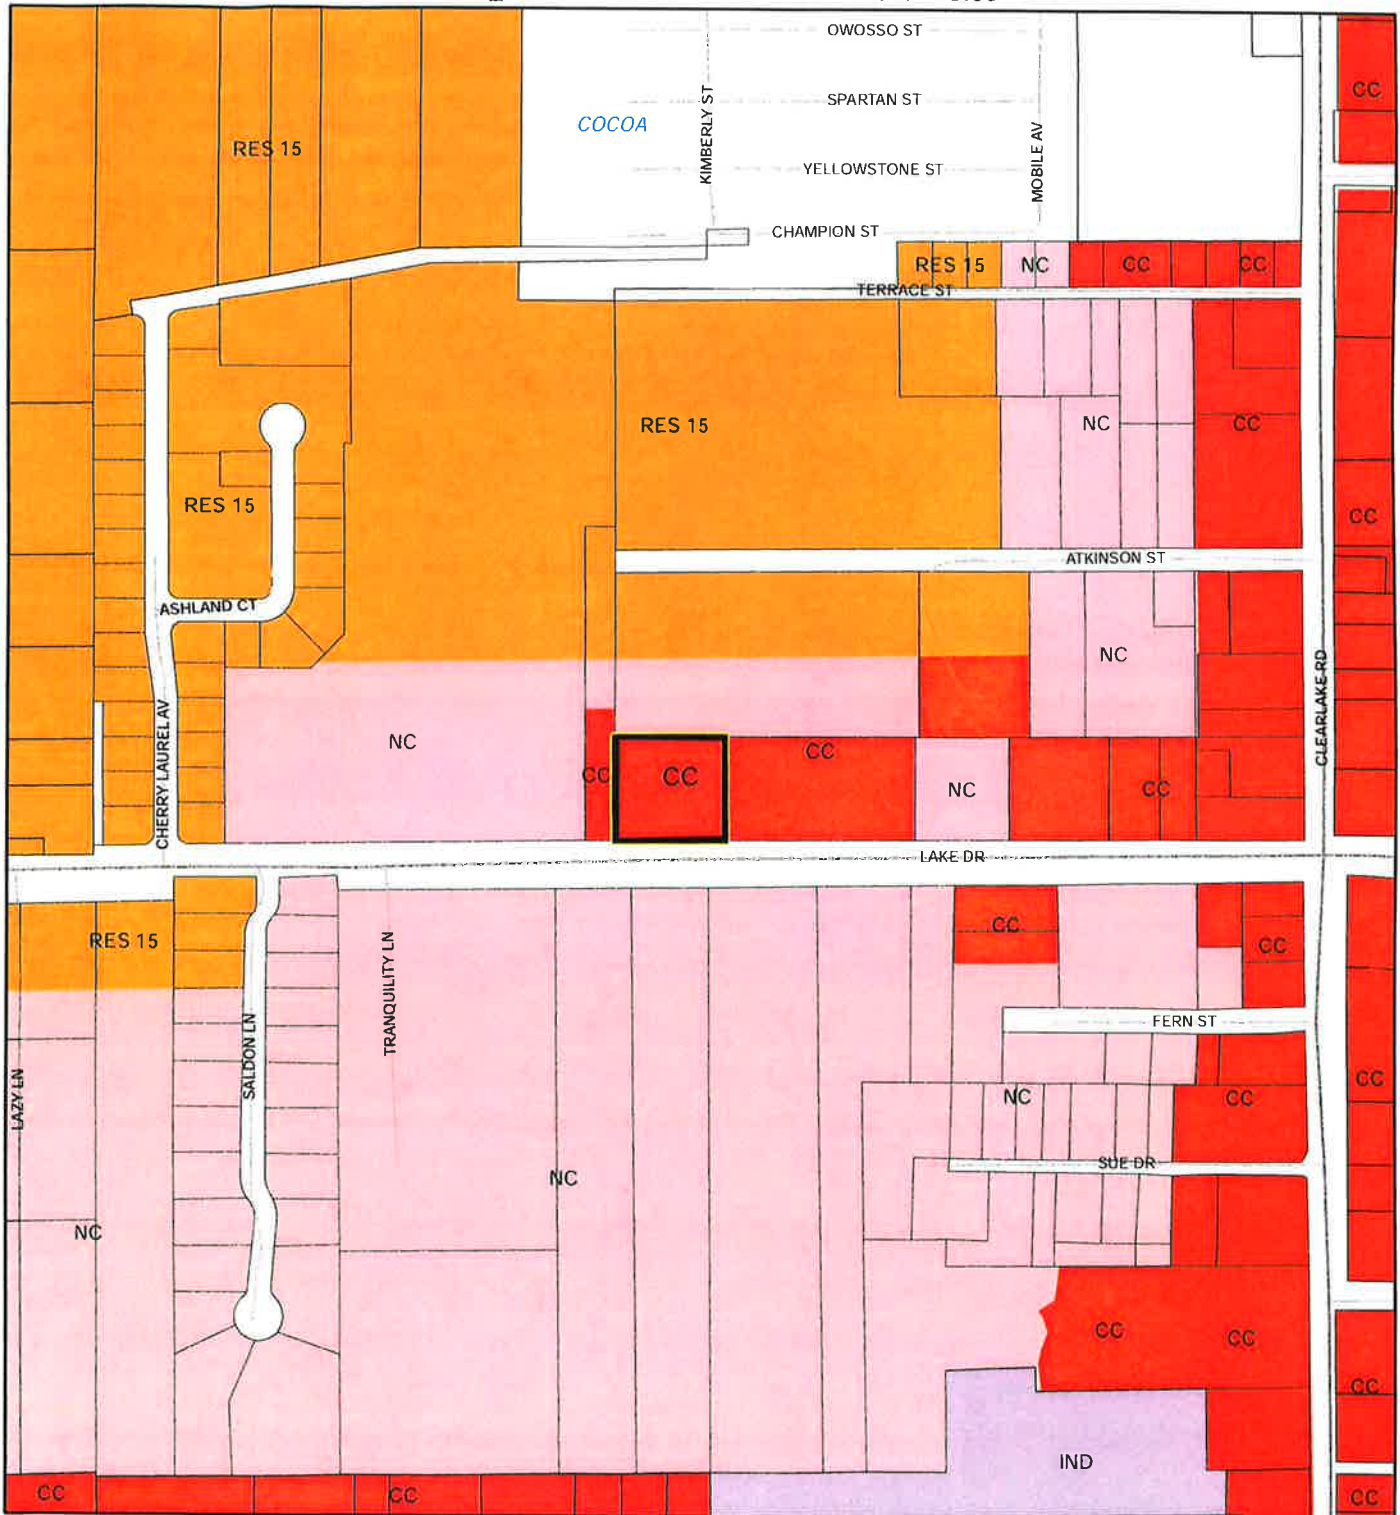 OWOSSO ST
CC
SPARTAN ST
COCOA
KIMBERLY ST
MOBILE AV
RES 15
YELLOWSTONE ST
CHAMPION ST
RES 15
NC
CC
CC
TERRACE ST
RES 15
NC
CC
RES 15
CC
ATKINSON ST
ASHLAND CT
NC
CLEARLAKE RD
CHERRY LAUREL AV
NC
CC
CC
CC
NC
CC
LAKE DR
CC
RES 15
CC
TRANQUILITY LN
FERN ST
SALDON LN
CC
LAZY LN
NC
CC
SUE DR
NC
NC
CC
CC
CC
IND
CC
CC
CC